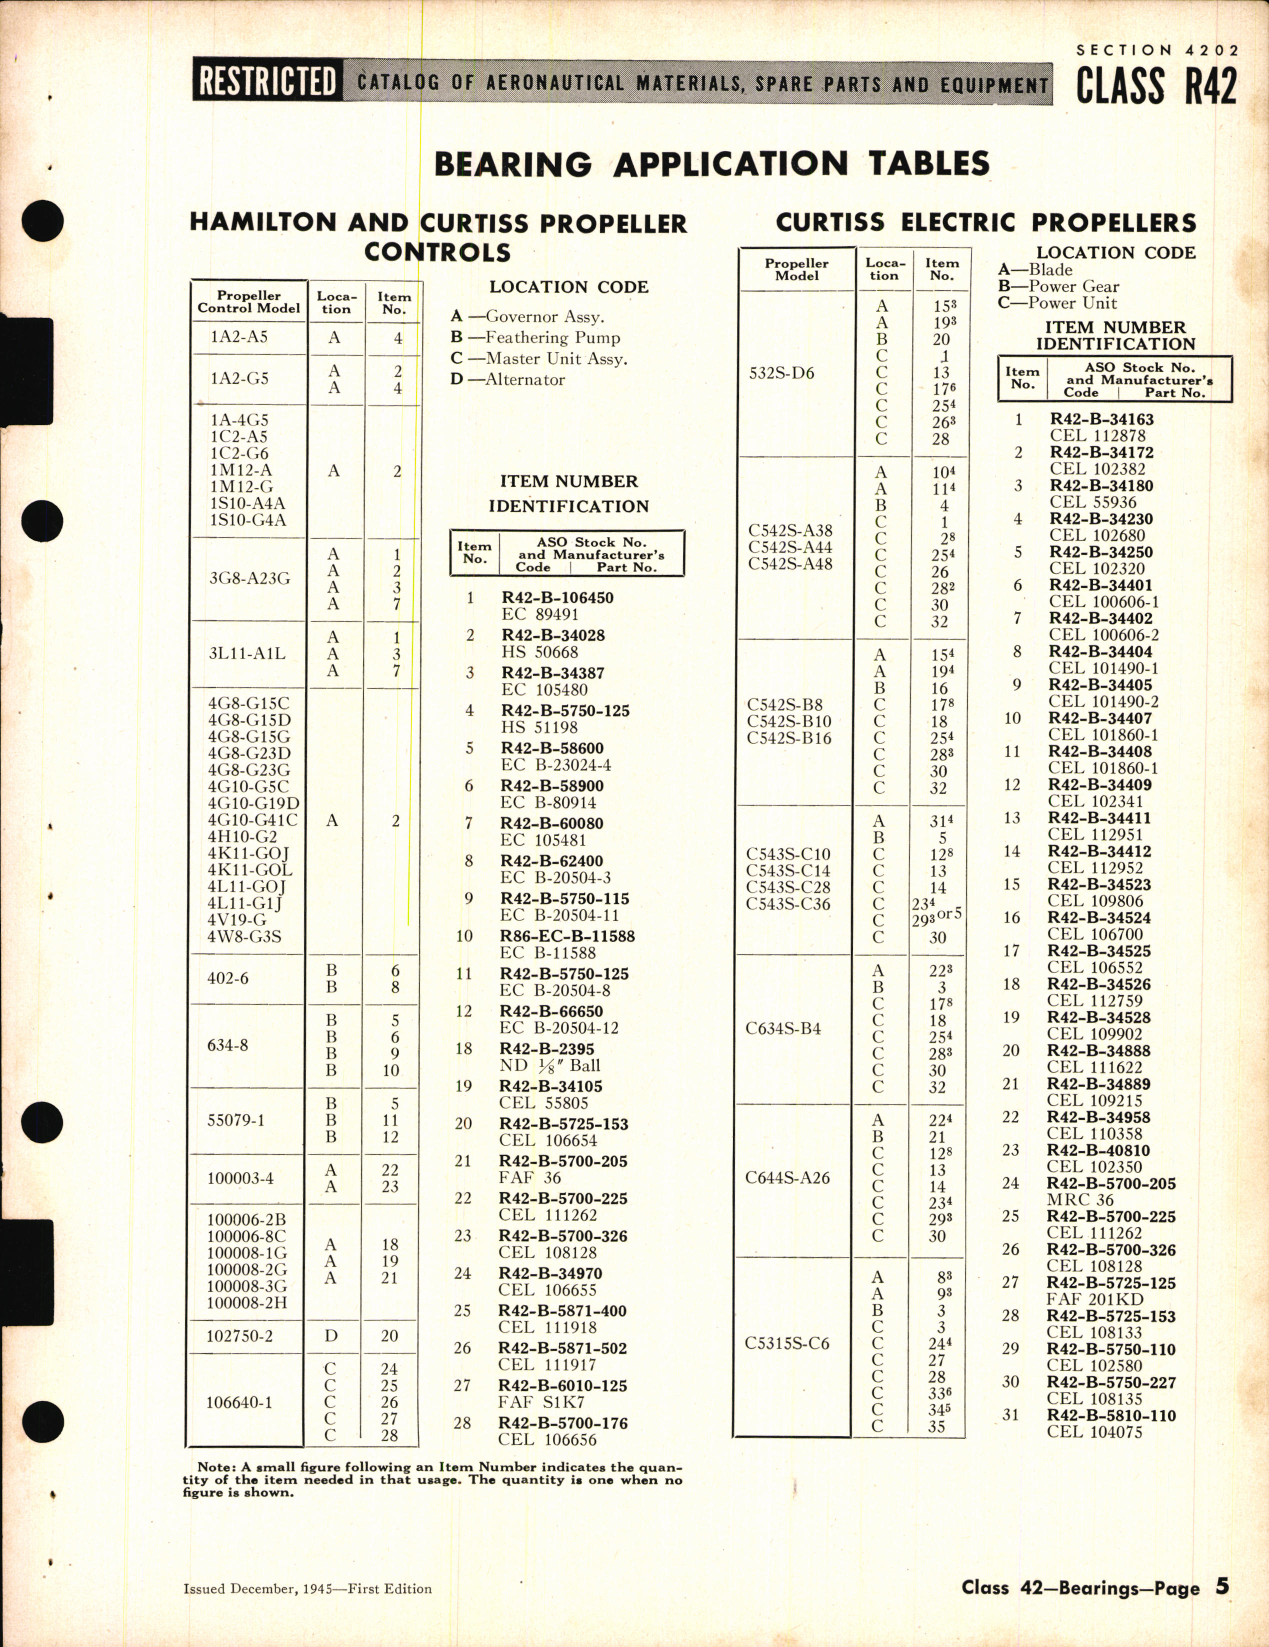 SECTION 4202
RESTRICTED CATALOG OF AERONAUTICAL MATERIALS, SPARE PARTS AND EQUIPMENT CLASS R42
BEARING APPLICATION TABLES
HAMILTON AND CURTISS PROPELLER
CONTROLS
Propeller Control Model | Loca-tion | Item No.
1A2-A5 A 4
1A2-G5 A 2
A 4
1A-4G5
1C2-A5
1C2-G6
1M12-A A 2
1M12-G
1S10-A4A
1S10-G4A
3G8-A23G A 1
A 2
A 3
A 7
3L11-A1L A 1
A 3
A 7
4G8-G15C
4G8-G15D
4G8-G15G
4G8-G23D
4G8-G23G
4G10-G5C
4G10-G19D
4G10-G41C A 2
4H10-G2
4K11-GOJ
4K11-GOL
4L11-GOJ
4L11-G1J
4V19-G
4W8-G3S
402-6 B 6
B 8
634-8 B 5
B 6
B 9
B 10
55079-1 B 5
B 11
B 12
100003-4 A 22
A 23
100006-2B
100006-8C
100008-1G A 18
100008-2G A 19
100008-3G A 21
100008-2H
102750-2 D 20
106640-1 C 24
C 25
C 26
C 27
C 28
LOCATION CODE
A —Governor Assy.
B —Feathering Pump
C —Master Unit Assy.
D —Alternator
ITEM NUMBER
IDENTIFICATION
Item No. | ASO Stock No. and Manufacturer's Code | Part No.
1 R42-B-106450
EC 89491
2 R42-B-34028
HS 50668
3 R42-B-34387
EC 105480
4 R42-B-5750-125
HS 51198
5 R42-B-58600
EC B-23024-4
6 R42-B-58900
EC B-80914
7 R42-B-60080
EC 105481
8 R42-B-62400
EC B-20504-3
9 R42-B-5750-115
EC B-20504-11
10 R86-EC-B-11588
EC B-11588
11 R42-B-5750-125
EC B-20504-8
12 R42-B-66650
EC B-20504-12
18 R42-B-2395
ND ⅛″ Ball
19 R42-B-34105
CEL 55805
20 R42-B-5725-153
CEL 106654
21 R42-B-5700-205
FAF 36
22 R42-B-5700-225
CEL 111262
23 R42-B-5700-326
CEL 108128
24 R42-B-34970
CEL 106655
25 R42-B-5871-400
CEL 111918
26 R42-B-5871-502
CEL 111917
27 R42-B-6010-125
FAF S1K7
28 R42-B-5700-176
CEL 106656
Note: A small figure following an Item Number indicates the quan-
tity of the item needed in that usage. The quantity is one when no
figure is shown.
CURTISS ELECTRIC PROPELLERS
Propeller Model | Loca-tion | Item No.
532S-D6 A 15³
A 19³
B 20
C 1
C 13
C 17⁶
C 25⁴
C 26³
C 28
C542S-A38
C542S-A44
C542S-A48
A 10⁴
A 11⁴
B 4
C 1
C 2⁸
C 25⁴
C 26
C 28²
C 30
C 32
C542S-B8
C542S-B10
C542S-B16
A 15⁴
A 19⁴
B 16
C 17⁸
C 18
C 25⁴
C 28³
C 30
C 32
C543S-C10
C543S-C14
C543S-C28
C543S-C36
A 31⁴
B 5
C 12⁸
C 13
C 14
C 23⁴
C 29³ or 5
C 30
C634S-B4 A 22³
B 3
C 17⁸
C 18
C 25⁴
C 28³
C 30
C 32
C644S-A26 A 22⁴
B 21
C 12⁸
C 13
C 14
C 23⁴
C 29³
C 30
C5315S-C6 A 8³
A 9³
B 3
C 3
C 24⁴
C 27
C 28
C 33⁶
C 34⁵
C 35
LOCATION CODE
A—Blade
B—Power Gear
C—Power Unit
ITEM NUMBER
IDENTIFICATION
Item No. | ASO Stock No. and Manufacturer's Code | Part No.
1 R42-B-34163
CEL 112878
2 R42-B-34172
CEL 102382
3 R42-B-34180
CEL 55936
4 R42-B-34230
CEL 102680
5 R42-B-34250
CEL 102320
6 R42-B-34401
CEL 100606-1
7 R42-B-34402
CEL 100606-2
8 R42-B-34404
CEL 101490-1
9 R42-B-34405
CEL 101490-2
10 R42-B-34407
CEL 101860-1
11 R42-B-34408
CEL 101860-1
12 R42-B-34409
CEL 102341
13 R42-B-34411
CEL 112951
14 R42-B-34412
CEL 112952
15 R42-B-34523
CEL 109806
16 R42-B-34524
CEL 106700
17 R42-B-34525
CEL 106552
18 R42-B-34526
CEL 112759
19 R42-B-34528
CEL 109902
20 R42-B-34888
CEL 111622
21 R42-B-34889
CEL 109215
22 R42-B-34958
CEL 110358
23 R42-B-40810
CEL 102350
24 R42-B-5700-205
MRC 36
25 R42-B-5700-225
CEL 111262
26 R42-B-5700-326
CEL 108128
27 R42-B-5725-125
FAF 201KD
28 R42-B-5725-153
CEL 108133
29 R42-B-5750-110
CEL 102580
30 R42-B-5750-227
CEL 108135
31 R42-B-5810-110
CEL 104075
Issued December, 1945—First Edition
Class 42—Bearings—Page 5